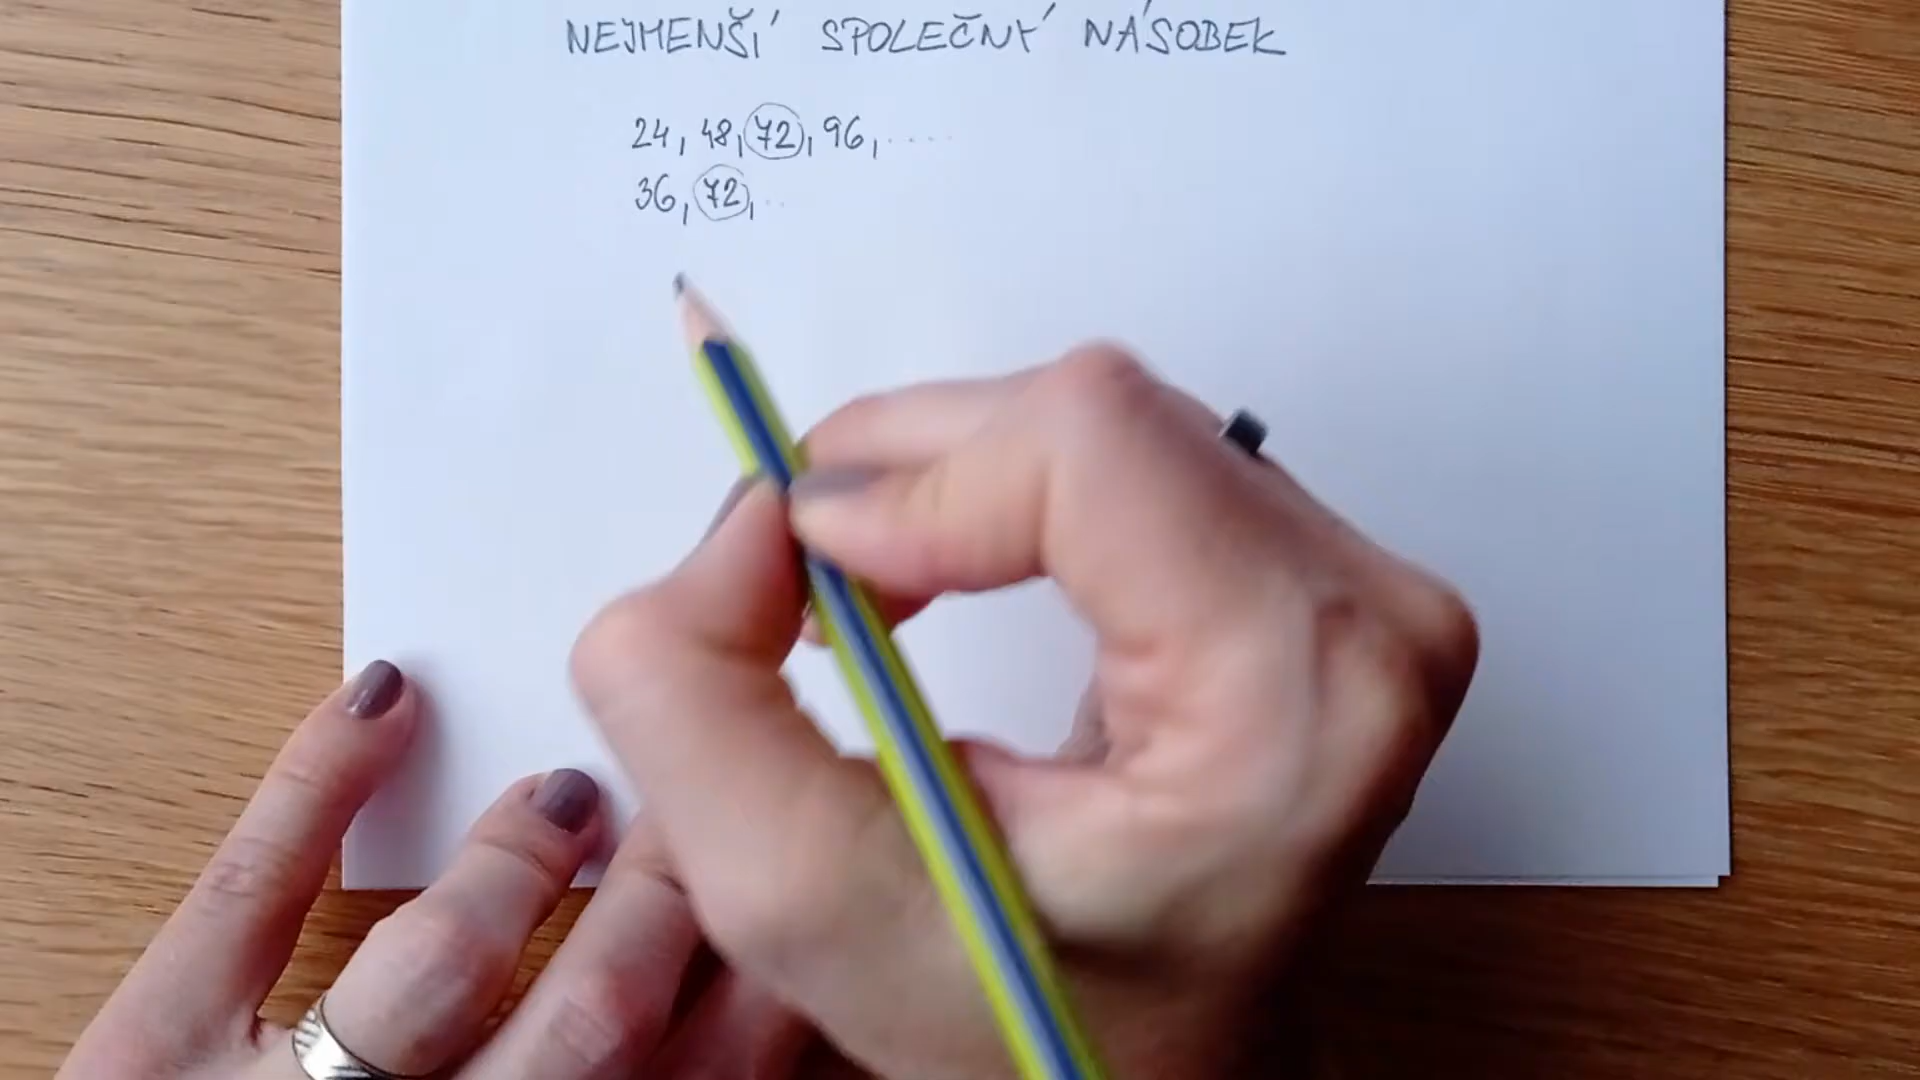 NEJMENŠÍ SPOLEČNÝ NÁSOBEK
24, 48, 72, 96, ....
36, 72, ..